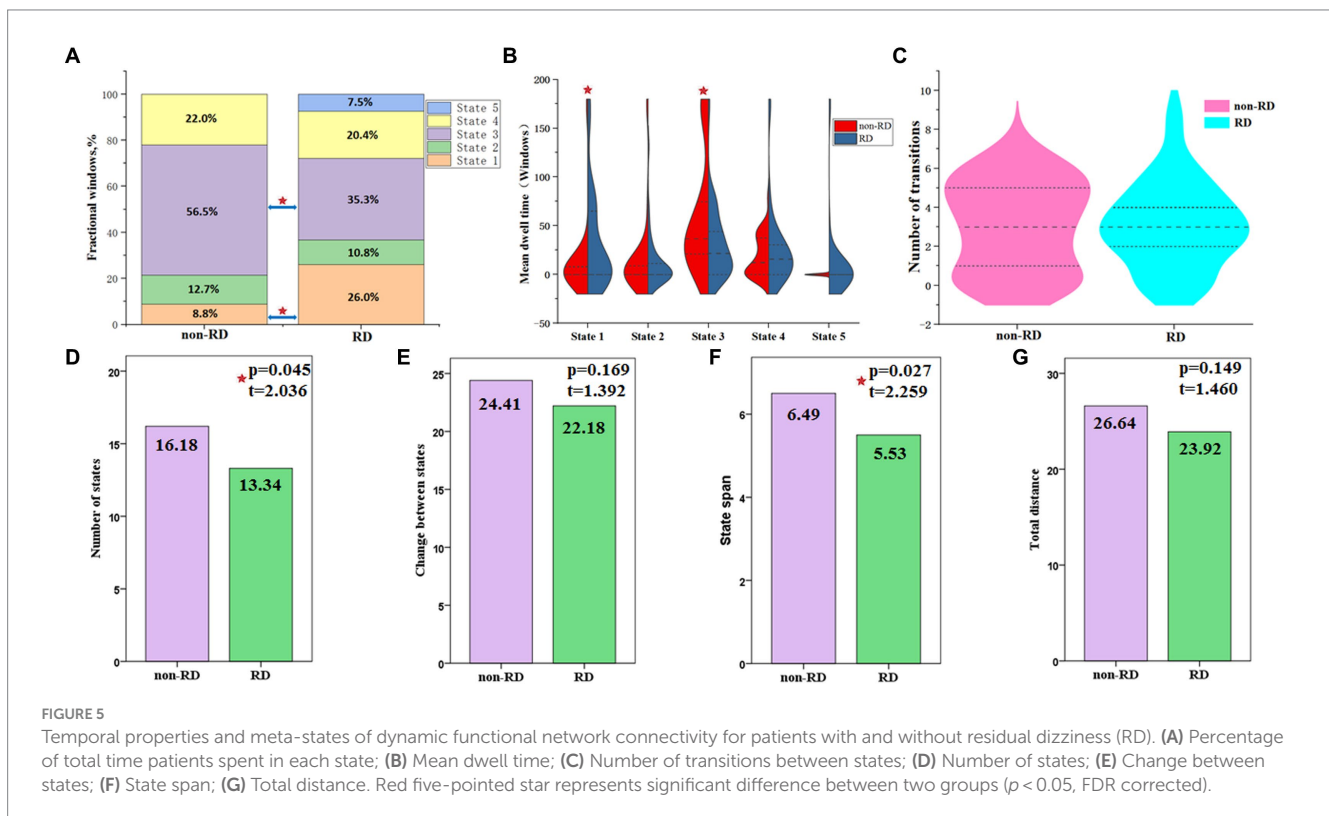 A
Fractional windows,%
100
80
60
40
20
0
22.0%
56.5%
12.7%
8.8%
7.5%
20.4%
35.3%
10.8%
26.0%
non-RD
RD
State 5
State 4
State 3
State 2
State 1
B
Mean dwell time（Windows）
200
150
100
50
0
-50
State 1
State 2
State 3
State 4
State 5
non-RD
RD
C
Number of transitions
10
8
6
4
2
0
-2
non-RD
RD
non-RD
RD
D
Number of states
20
15
10
5
0
p=0.045
t=2.036
16.18
13.34
non-RD
RD
E
Change between states
25
20
15
10
5
0
p=0.169
t=1.392
24.41
22.18
non-RD
RD
F
State span
6
4
2
0
p=0.027
t=2.259
6.49
5.53
non-RD
RD
G
Total distance
30
20
10
0
p=0.149
t=1.460
26.64
23.92
non-RD
RD
FIGURE 5
Temporal properties and meta-states of dynamic functional network connectivity for patients with and without residual dizziness (RD). (A) Percentage
of total time patients spent in each state; (B) Mean dwell time; (C) Number of transitions between states; (D) Number of states; (E) Change between
states; (F) State span; (G) Total distance. Red five-pointed star represents significant difference between two groups (p < 0.05, FDR corrected).